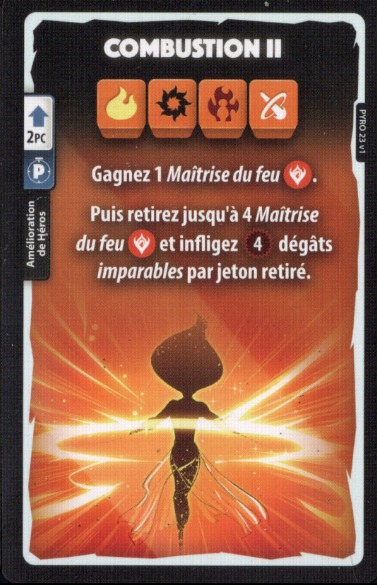 COMBUSTION II
2PC
P
PYRO 23 v1
Amélioration
de Héros
Gagnez 1 Maîtrise du feu.
Puis retirez jusqu'à 4 Maîtrise
du feu et infligez 4 dégâts
imparables par jeton retiré.